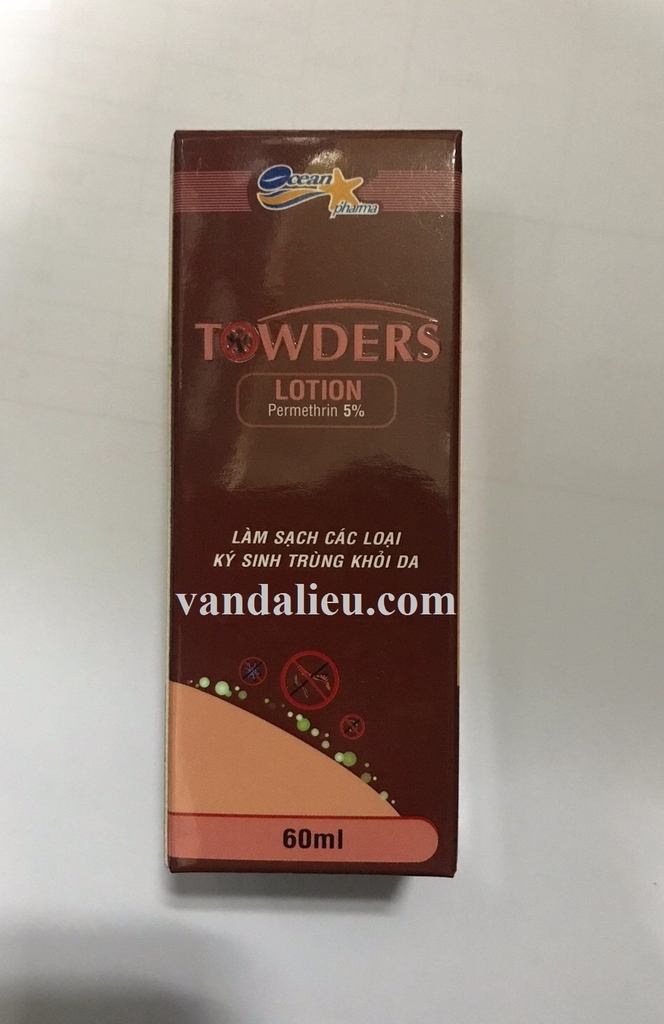 Ocean
pharma
TOWDERS
LOTION
Permethrin 5%
LÀM SẠCH CÁC LOẠI
KÝ SINH TRÙNG KHỎI DA
vandalieu.com
60ml